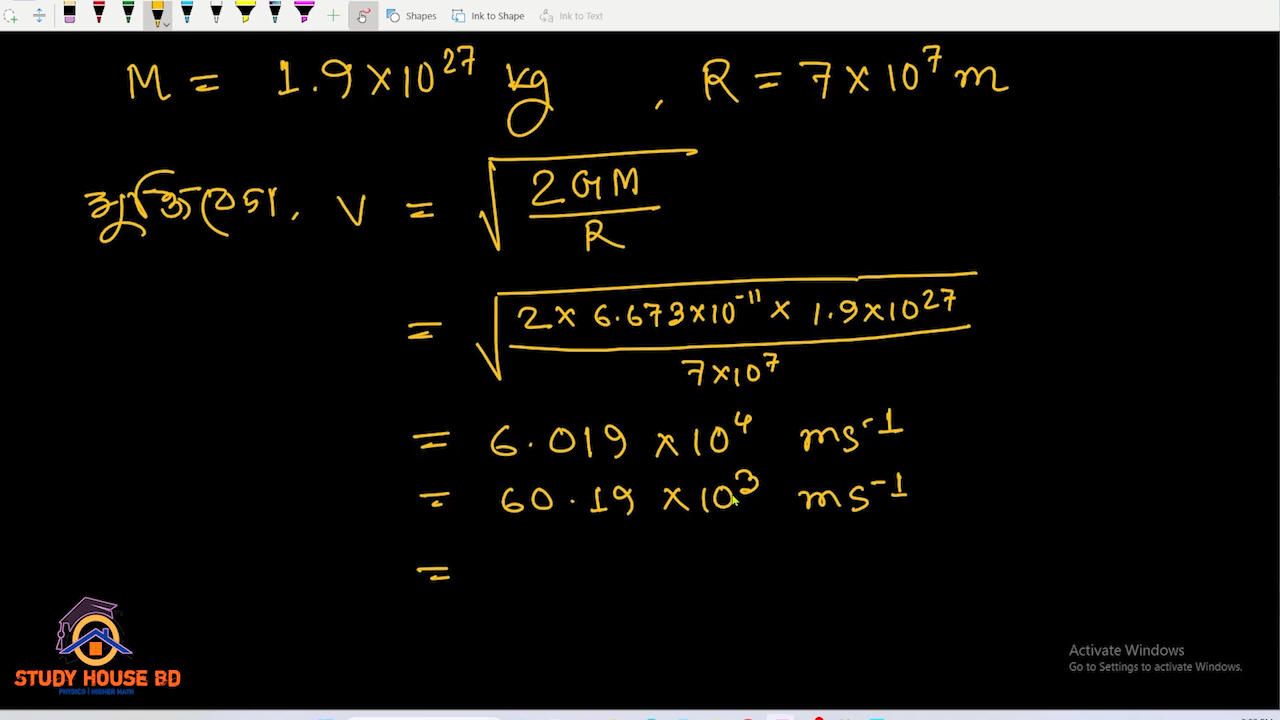 Shapes Ink to Shape Ink to Text
M = 1.9×10²⁷ kg , R = 7×10⁷ m
মুক্তিবেগ, V = √(2GM/R)
= √((2× 6.673×10⁻¹¹ × 1.9×10²⁷)/(7×10⁷))
= 6.019 ×10⁴ ms⁻¹
= 60.19 ×10³ ms⁻¹
=
STUDY HOUSE BD
PHYSICS | HIGHER MATH
Activate Windows
Go to Settings to activate Windows.